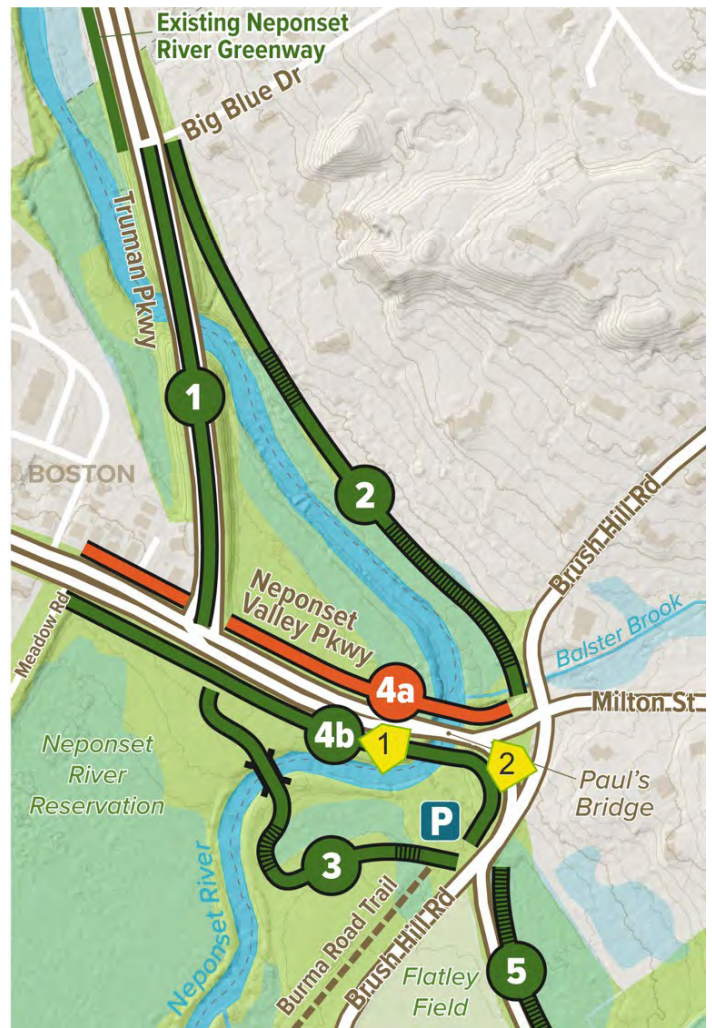 Existing Neponset
River Greenway
Big Blue Dr
Truman Pkwy
1
2
BOSTON
Brush Hill Rd
Neponset
Valley Pkwy
Balster Brook
Meadow Rd
4a
Milton St
4b
1
2
Neponset
River
Reservation
Paul's
Bridge
P
3
Neponset River
Burma Road Trail
Brush Hill Rd
Flatley
Field
5